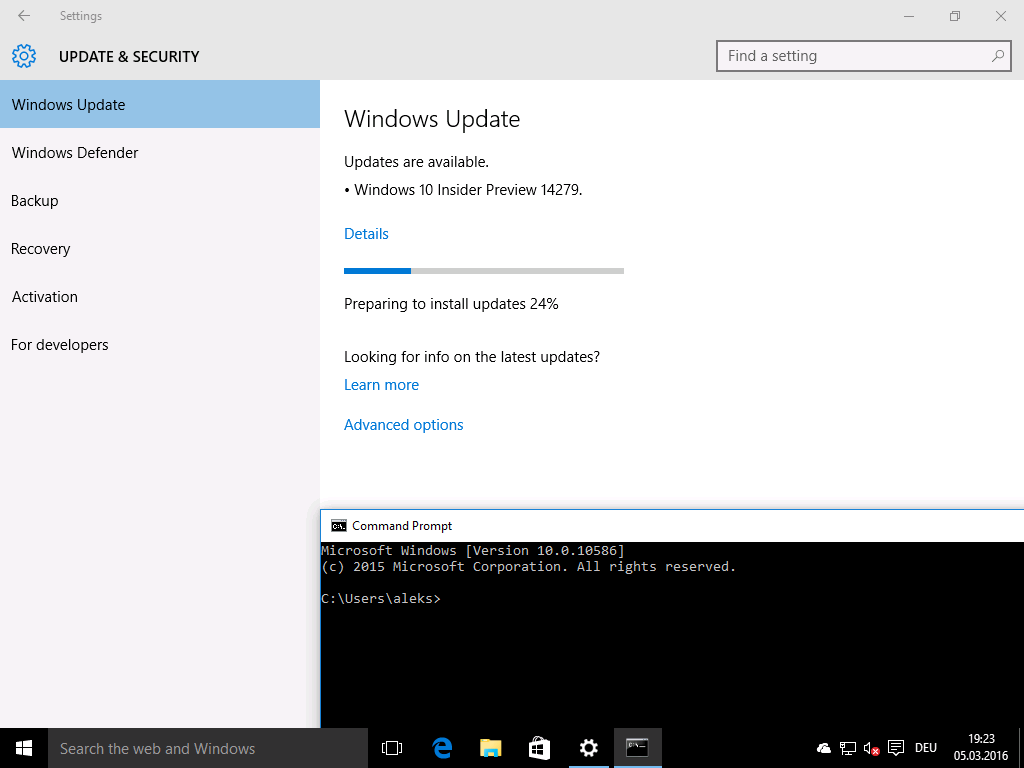 Settings
UPDATE & SECURITY
Find a setting
Windows Update
Windows Defender
Backup
Recovery
Activation
For developers
Windows Update
Updates are available.
• Windows 10 Insider Preview 14279.
Details
Preparing to install updates 24%
Looking for info on the latest updates?
Learn more
Advanced options
Command Prompt
Microsoft Windows [Version 10.0.10586]
(c) 2015 Microsoft Corporation. All rights reserved.
C:\Users\aleks>
Search the web and Windows
DEU
19:23
05.03.2016